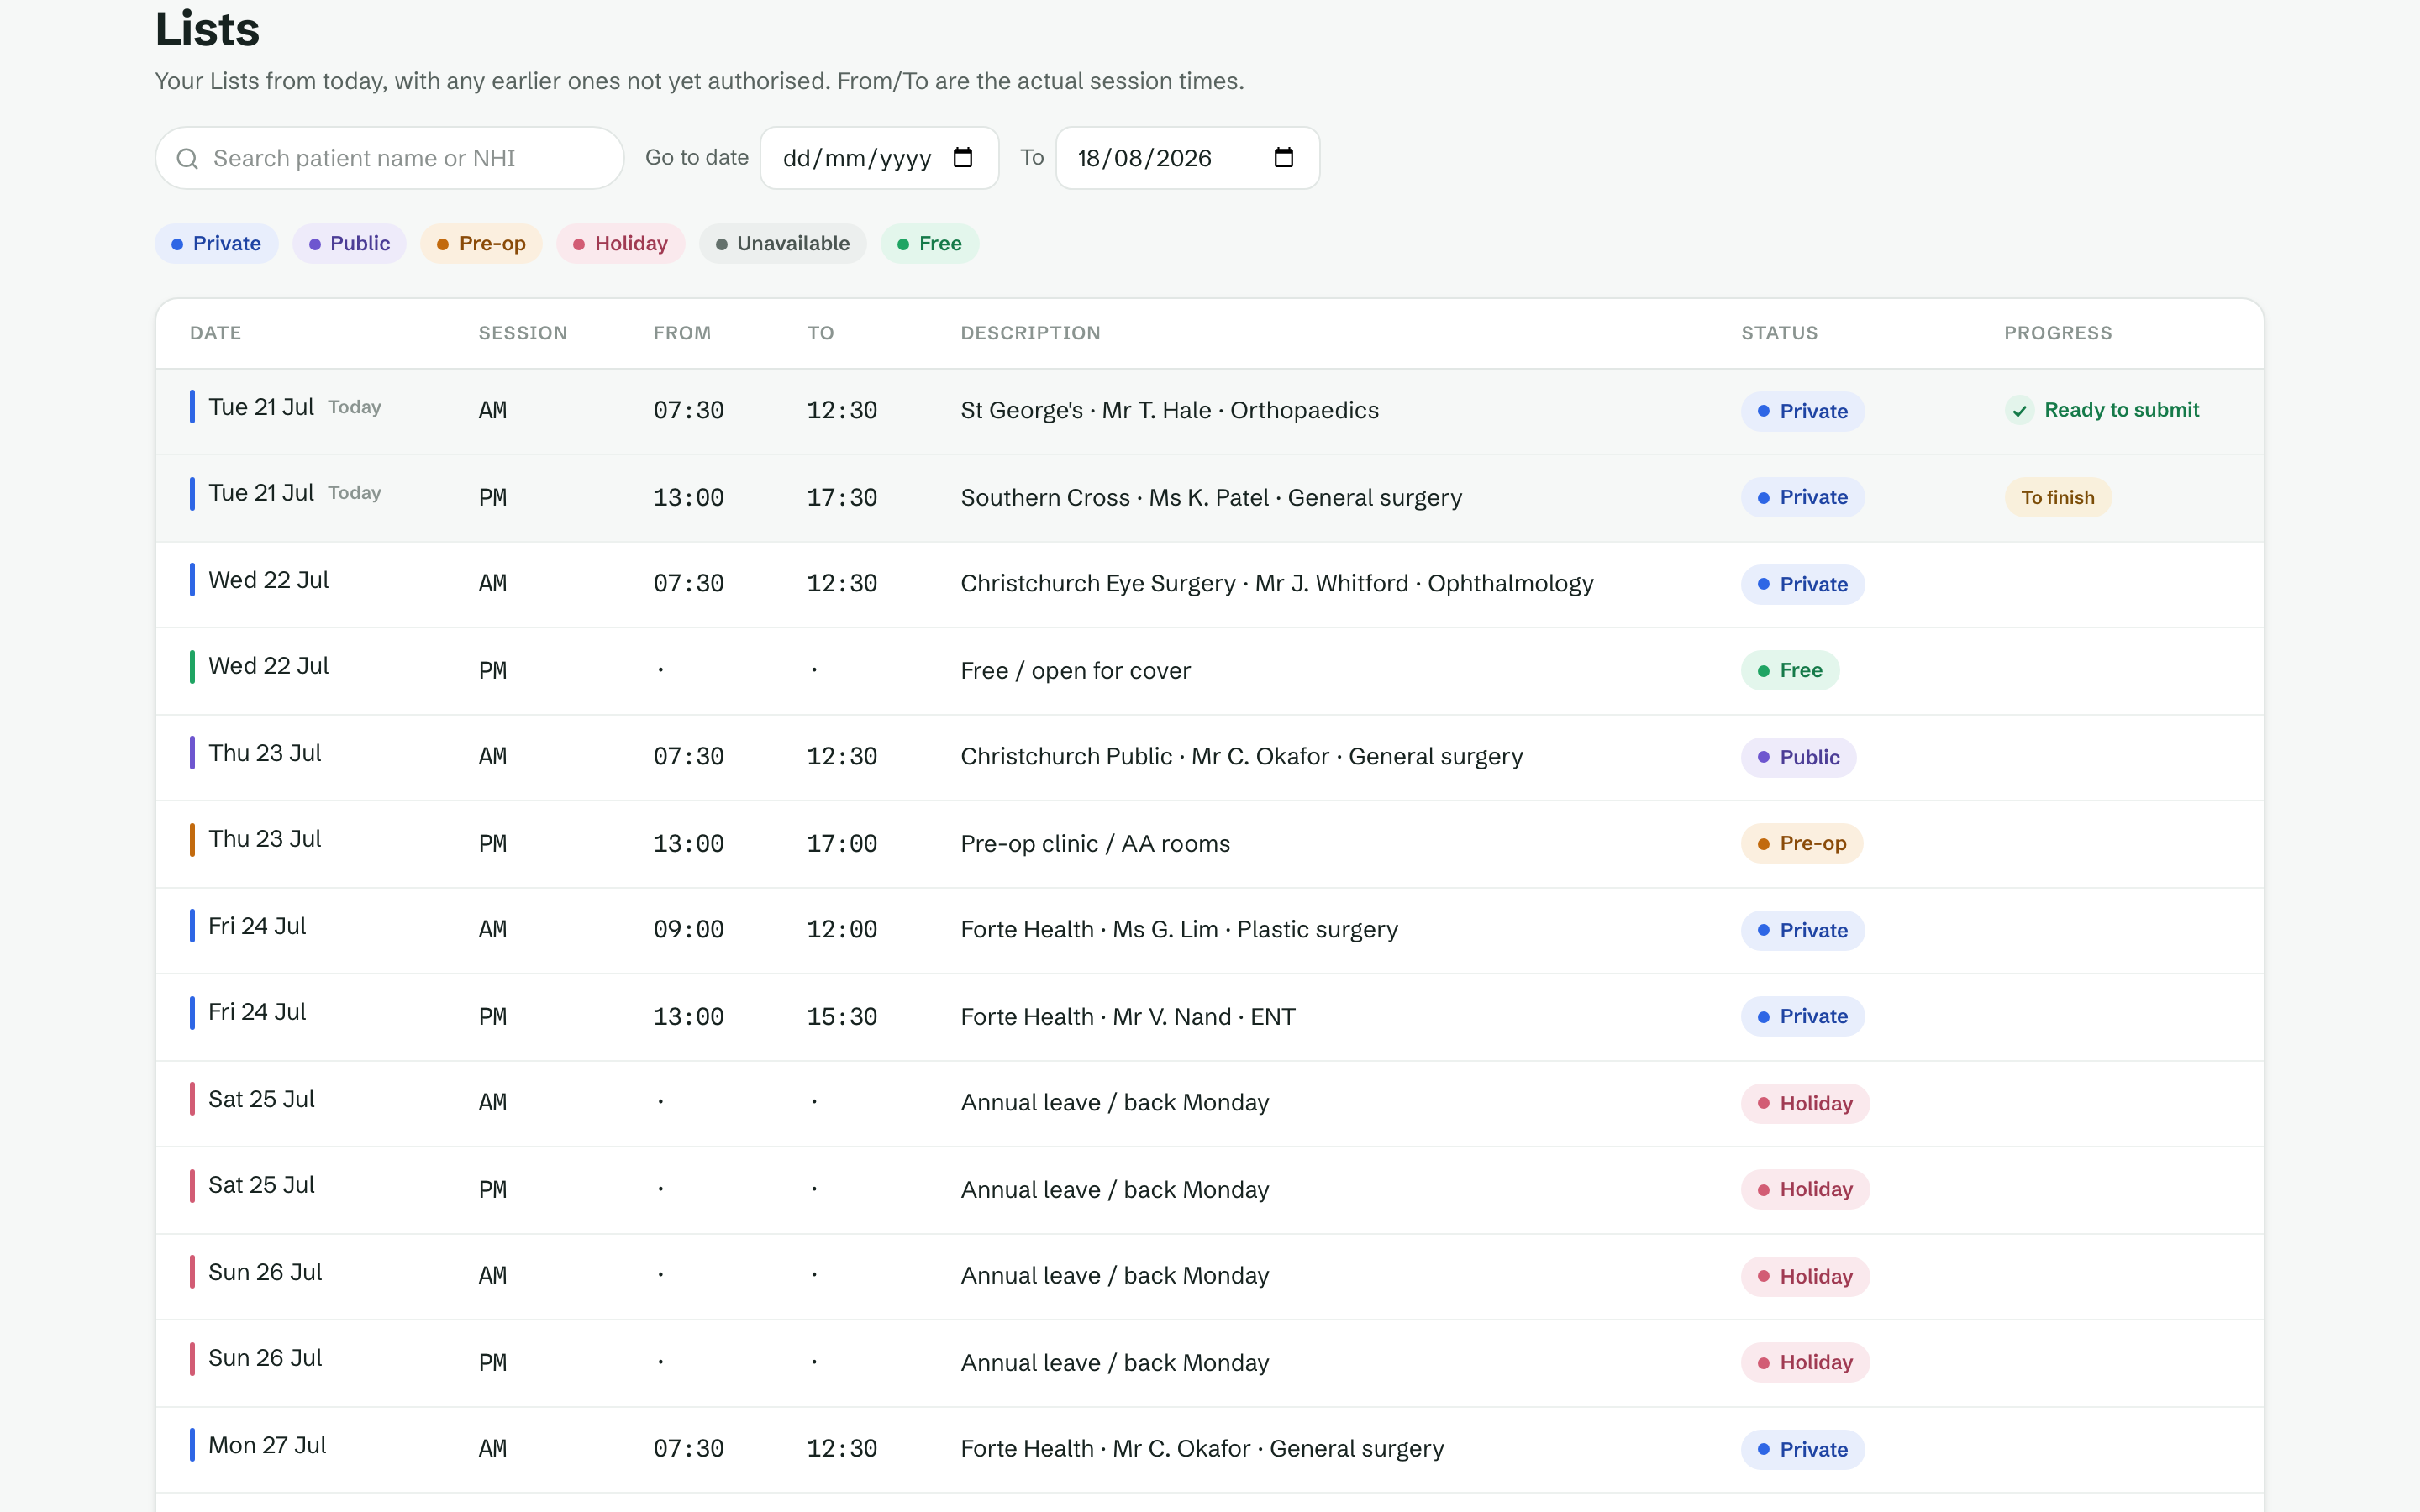 Lists
Your Lists from today, with any earlier ones not yet authorised. From/To are the actual session times.
Search patient name or NHI Go to date dd/mm/yyyy To 18/08/2026
Private Public Pre-op Holiday Unavailable Free
DATE SESSION FROM TO DESCRIPTION STATUS PROGRESS
Tue 21 Jul Today AM 07:30 12:30 St George's · Mr T. Hale · Orthopaedics Private Ready to submit
Tue 21 Jul Today PM 13:00 17:30 Southern Cross · Ms K. Patel · General surgery Private To finish
Wed 22 Jul AM 07:30 12:30 Christchurch Eye Surgery · Mr J. Whitford · Ophthalmology Private
Wed 22 Jul PM · · Free / open for cover Free
Thu 23 Jul AM 07:30 12:30 Christchurch Public · Mr C. Okafor · General surgery Public
Thu 23 Jul PM 13:00 17:00 Pre-op clinic / AA rooms Pre-op
Fri 24 Jul AM 09:00 12:00 Forte Health · Ms G. Lim · Plastic surgery Private
Fri 24 Jul PM 13:00 15:30 Forte Health · Mr V. Nand · ENT Private
Sat 25 Jul AM · · Annual leave / back Monday Holiday
Sat 25 Jul PM · · Annual leave / back Monday Holiday
Sun 26 Jul AM · · Annual leave / back Monday Holiday
Sun 26 Jul PM · · Annual leave / back Monday Holiday
Mon 27 Jul AM 07:30 12:30 Forte Health · Mr C. Okafor · General surgery Private